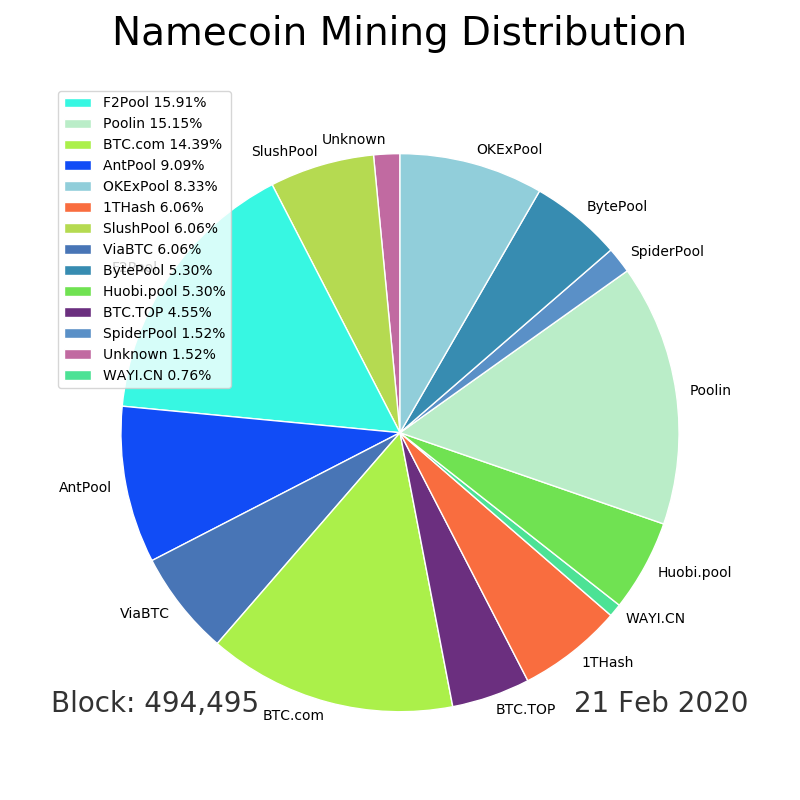 Namecoin Mining Distribution
F2Pool 15.91%
Poolin 15.15%
BTC.com 14.39%
AntPool 9.09%
OKExPool 8.33%
1THash 6.06%
SlushPool 6.06%
ViaBTC 6.06%
BytePool 5.30%
Huobi.pool 5.30%
BTC.TOP 4.55%
SpiderPool 1.52%
Unknown 1.52%
WAYI.CN 0.76%
Unknown
SlushPool
OKExPool
BytePool
SpiderPool
F2Pool
Poolin
AntPool
Huobi.pool
ViaBTC
WAYI.CN
1THash
BTC.com
BTC.TOP
Block: 494,495
21 Feb 2020